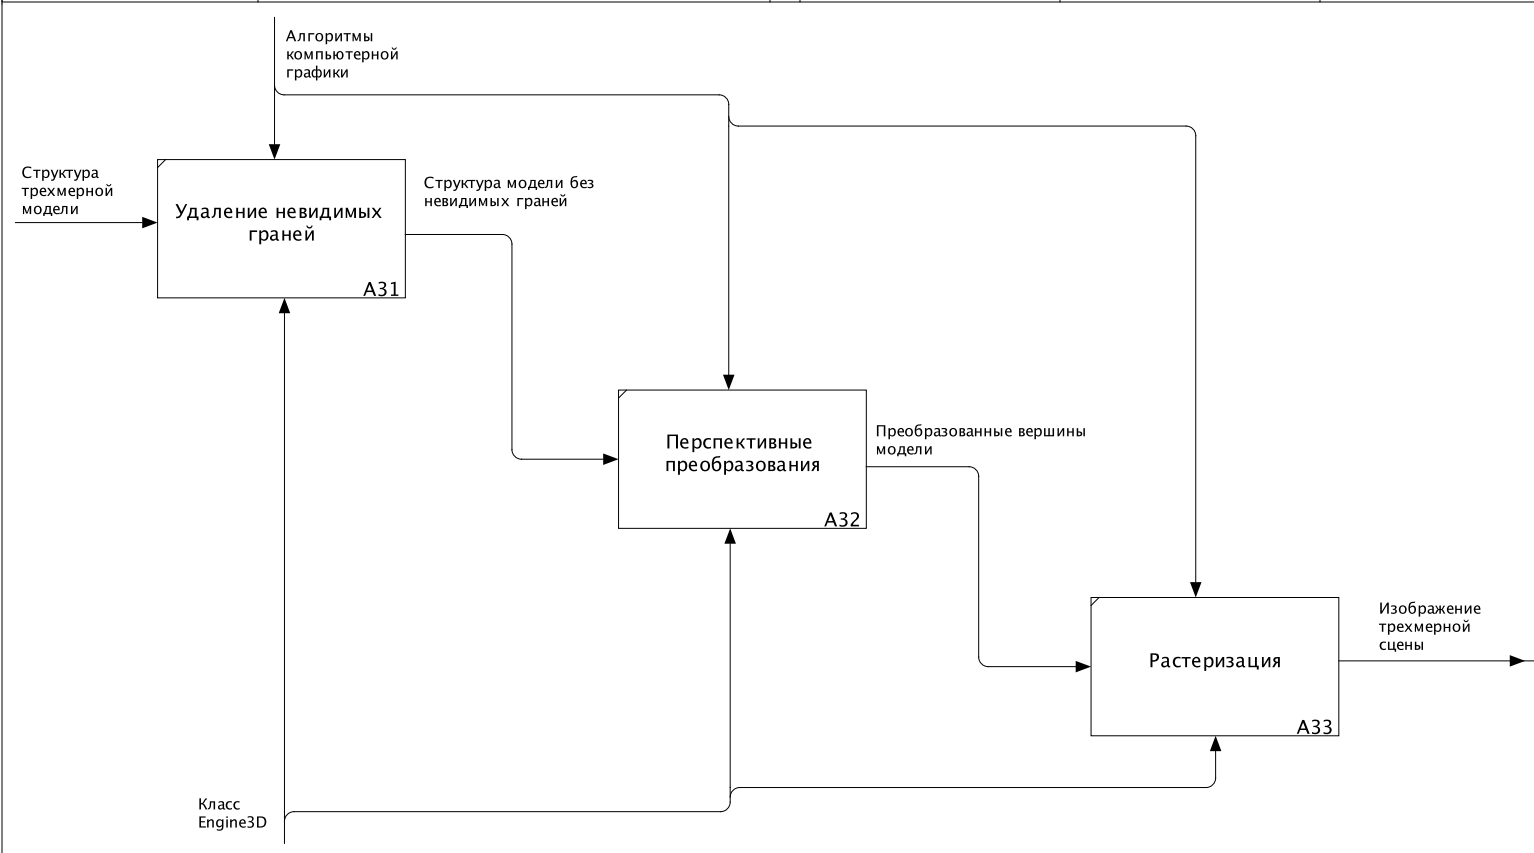 Алгоритмы
компьютерной
графики
Структура
трехмерной
модели
Удаление невидимых
граней
A31
Структура модели без
невидимых граней
Перспективные
преобразования
A32
Преобразованные вершины
модели
Растеризация
A33
Изображение
трехмерной
сцены
Класс
Engine3D